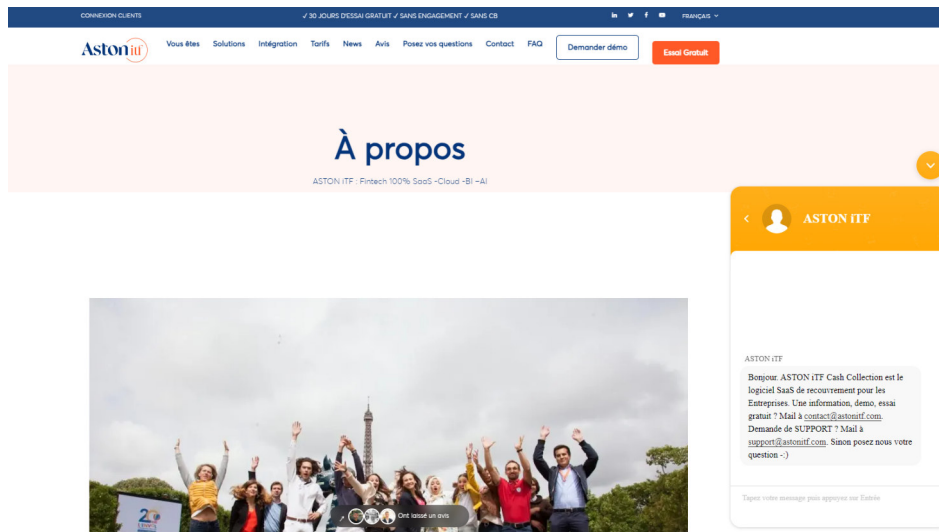 CONNEXION CLIENTS
✓ 30 JOURS D'ESSAI GRATUIT ✓ SANS ENGAGEMENT ✓ SANS CB
FRANÇAIS
Aston itf
Vous êtes Solutions Intégration Tarifs News Avis Posez vos questions Contact FAQ
Demander démo
Essai Gratuit
À propos
ASTON iTF : Fintech 100% SaaS -Cloud -BI –AI
20
Ont laissé un avis
ASTON iTF
ASTON iTF
Bonjour. ASTON iTF Cash Collection est le
logiciel SaaS de recouvrement pour les
Entreprises. Une information, demo, essai
gratuit ? Mail à contact@astonitf.com.
Demande de SUPPORT ? Mail à
support@astonitf.com. Sinon posez nous votre
question -;)
Tapez votre message puis appuyez sur Entrée